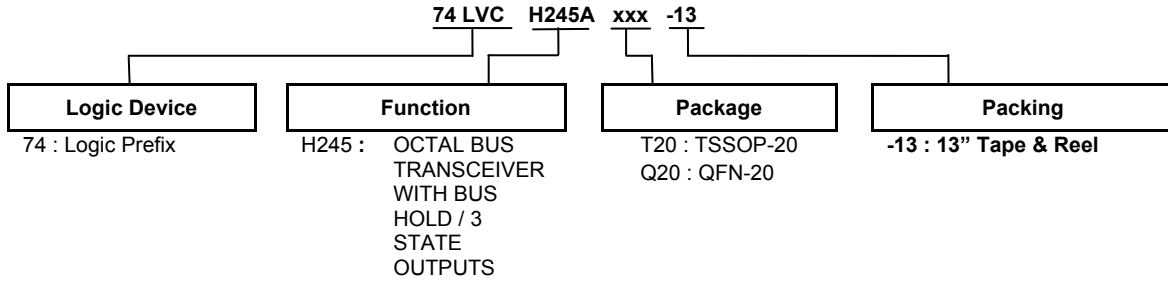 74 LVC H245A xxx -13
Logic Device Function Package Packing
74 : Logic Prefix H245 : OCTAL BUS T20 : TSSOP-20 -13 : 13” Tape & Reel
TRANSCEIVER Q20 : QFN-20
WITH BUS
HOLD / 3
STATE
OUTPUTS